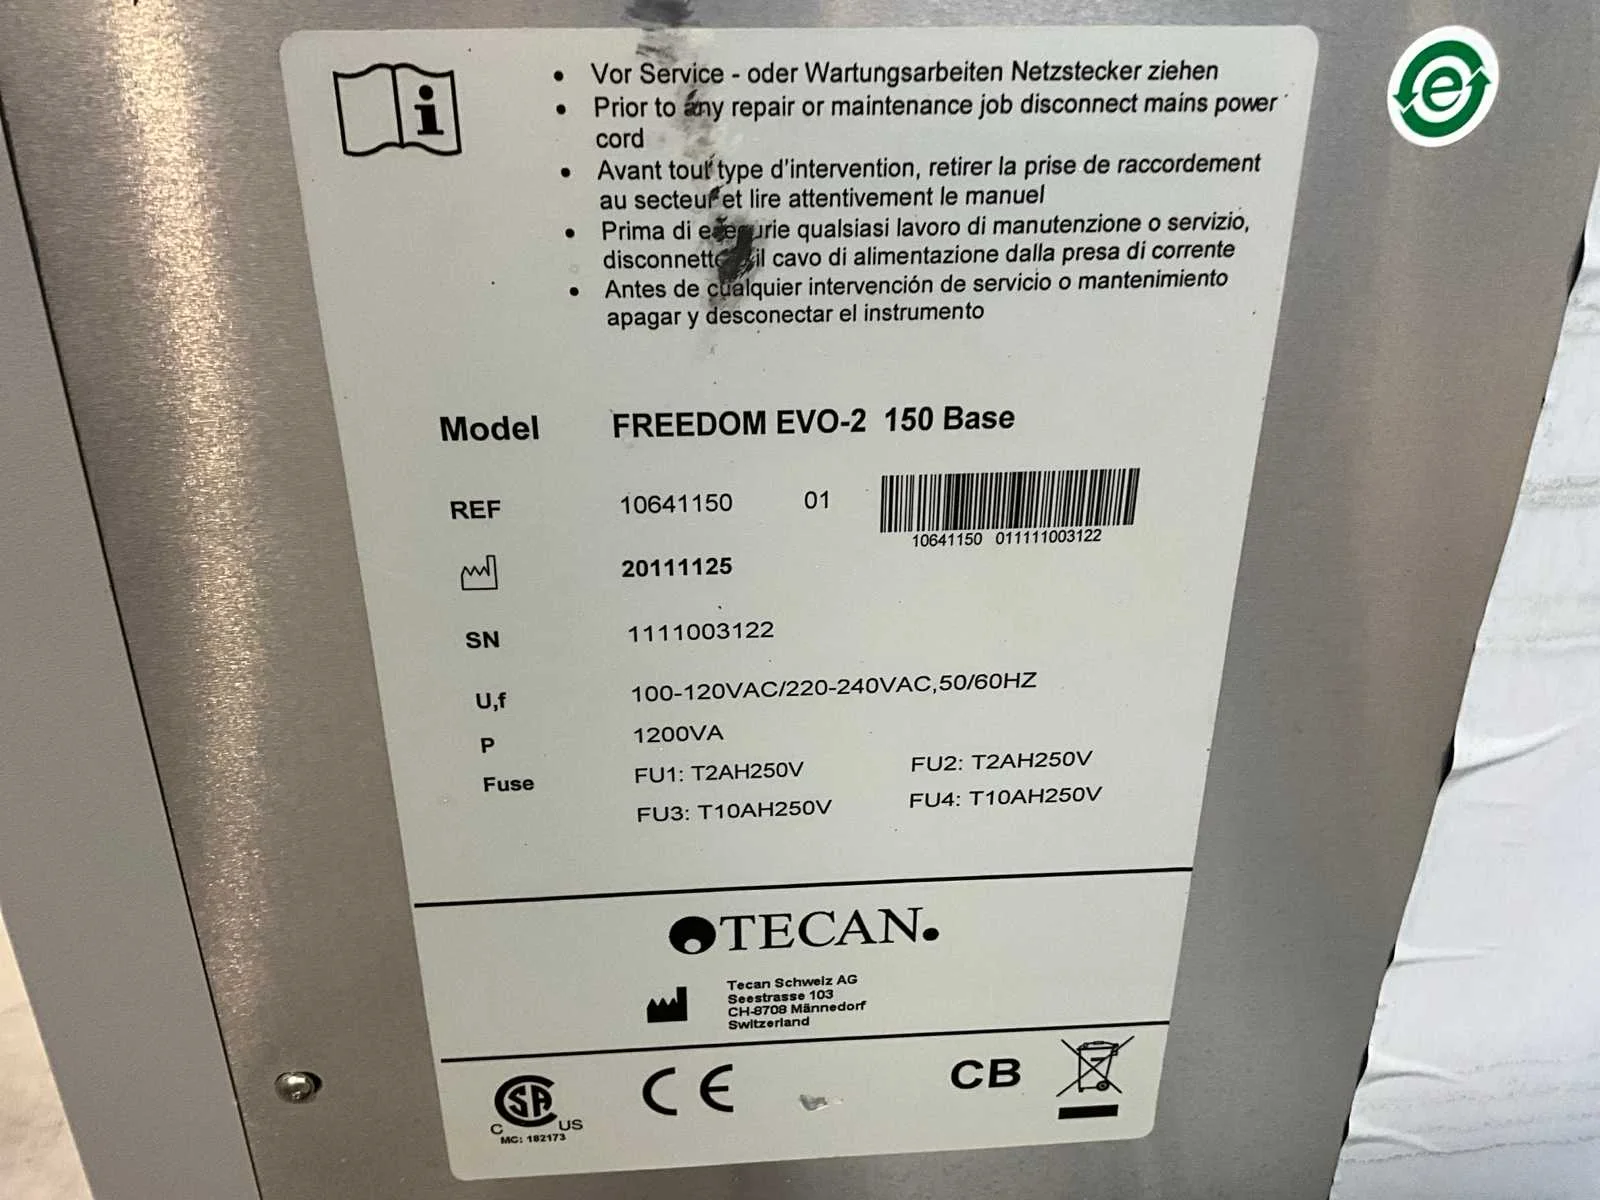 • Vor Service - oder Wartungsarbeiten Netzstecker ziehen
• Prior to any repair or maintenance job disconnect mains power
cord
• Avant tout type d'intervention, retirer la prise de raccordement
au secteur et lire attentivement le manuel
• Prima di qualsiasi lavoro di manutenzione o servizio,
il cavo di alimentazione dalla presa di corrente
• Antes de cualquier intervención de servicio o mantenimiento
apagar y desconectar el instrumento
Model FREEDOM EVO-2 150 Base
REF 10641150 01
10641150 011111003122
20111125
SN 1111003122
U,f 100-120VAC/220-240VAC,50/60HZ
P 1200VA
Fuse FU1: T2AH250V FU2: T2AH250V
FU3: T10AH250V FU4: T10AH250V
TECAN.
Tecan Schweiz AG
Seestrasse 103
CH-8708 Männedorf
Switzerland
CSA CE CB
C US
MC: 182173
e
i